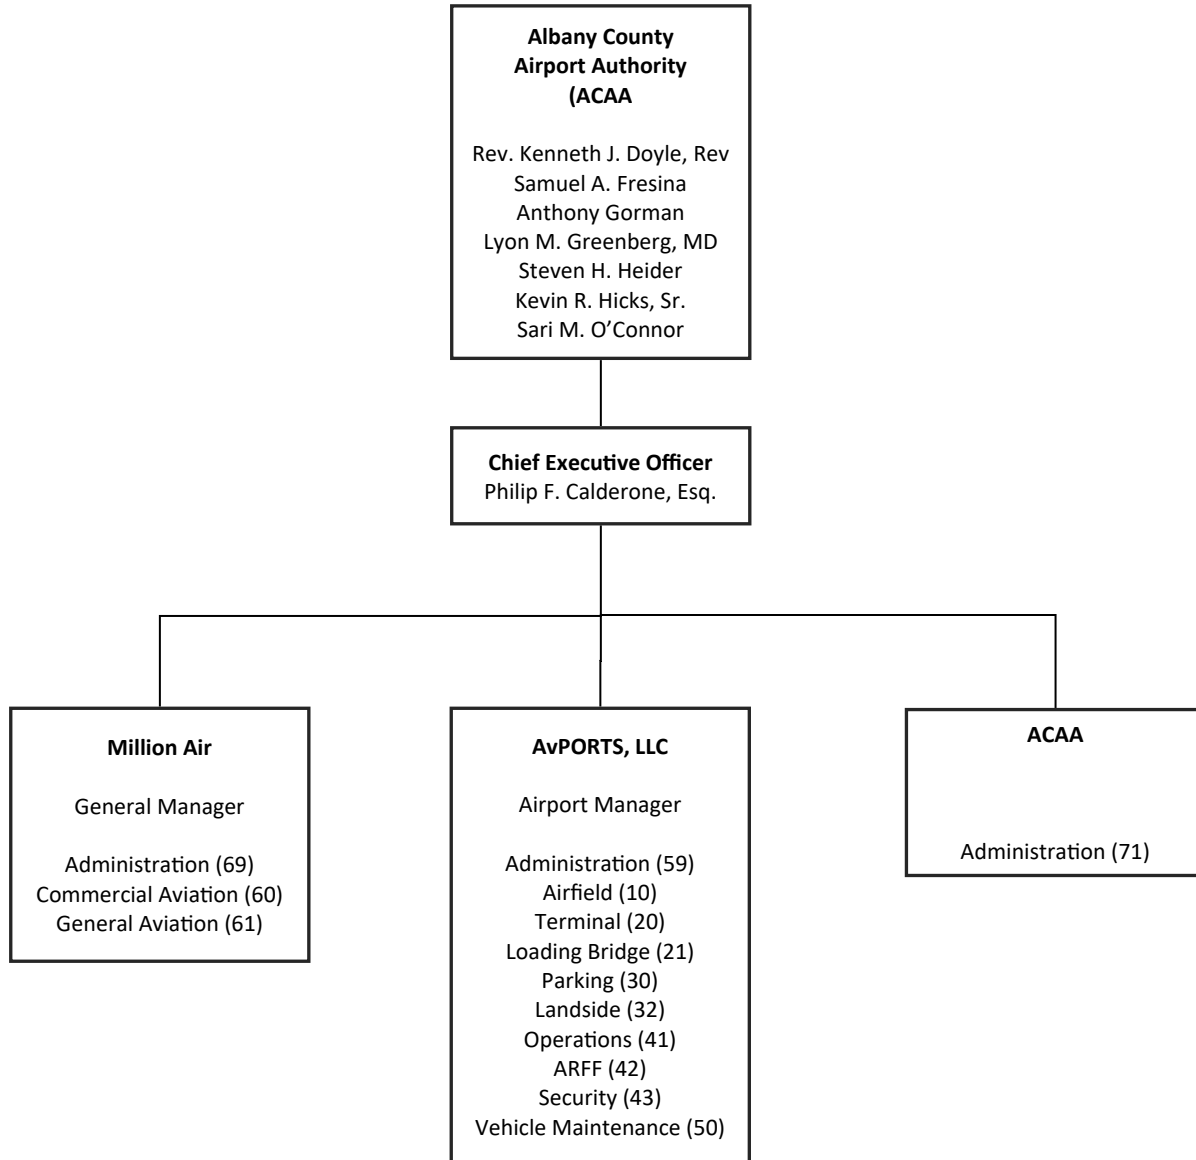 Albany County
Airport Authority
(ACAA
Rev. Kenneth J. Doyle, Rev
Samuel A. Fresina
Anthony Gorman
Lyon M. Greenberg, MD
Steven H. Heider
Kevin R. Hicks, Sr.
Sari M. O’Connor
Chief Executive Officer
Philip F. Calderone, Esq.
Million Air
General Manager
Administration (69)
Commercial Aviation (60)
General Aviation (61)
AvPORTS, LLC
Airport Manager
Administration (59)
Airfield (10)
Terminal (20)
Loading Bridge (21)
Parking (30)
Landside (32)
Operations (41)
ARFF (42)
Security (43)
Vehicle Maintenance (50)
ACAA
Administration (71)